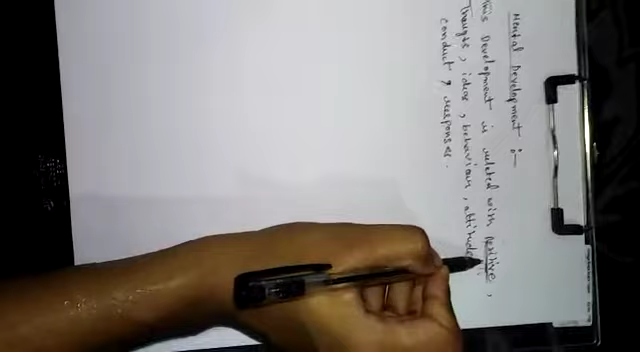 Mental Development :-
This Development is related with positive,
Thoughts, ideas, behaviour, attitude
conduct & responses.